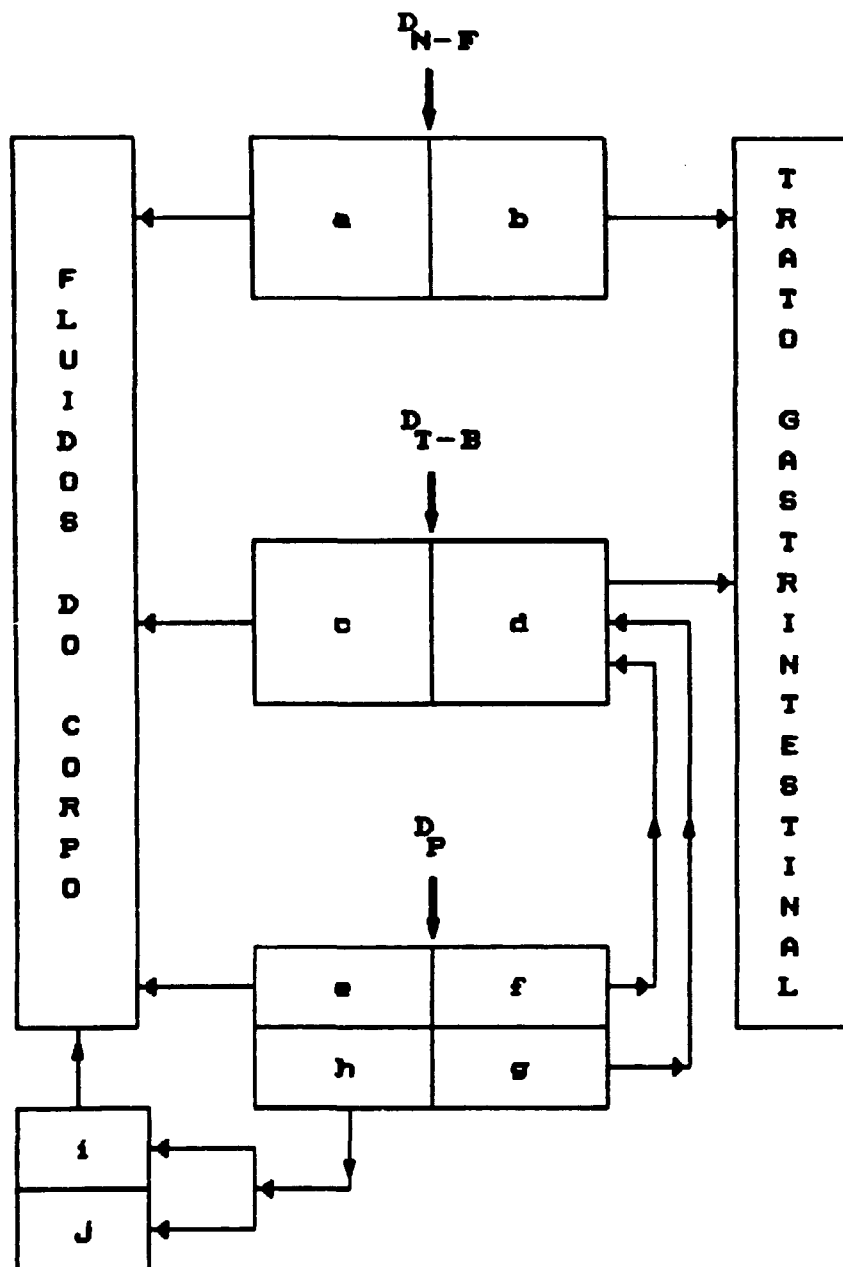 D N-F
a b
FLUIDOS DO CORPO
TRATO GASTRINTESTINAL
D T-B
c d
D P
e f
h g
i
J